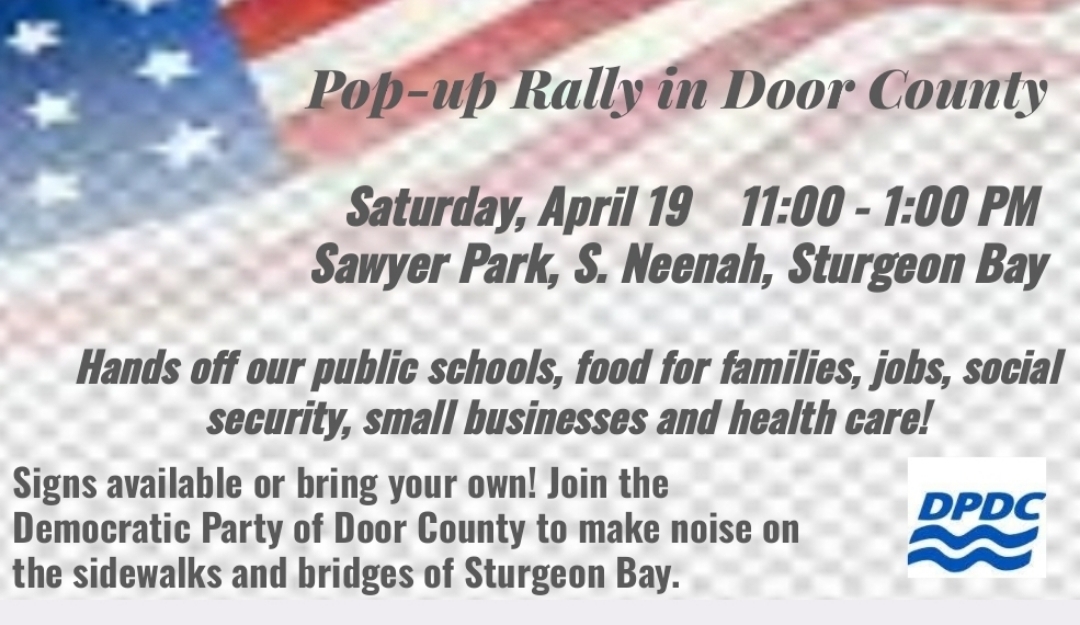 Pop-up Rally in Door County
Saturday, April 19 11:00 - 1:00 PM
Sawyer Park, S. Neenah, Sturgeon Bay
Hands off our public schools, food for families, jobs, social
security, small businesses and health care!
Signs available or bring your own! Join the
Democratic Party of Door County to make noise on
the sidewalks and bridges of Sturgeon Bay.
DPDC